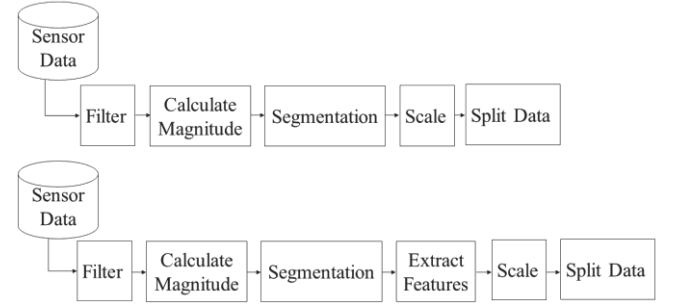 Sensor
Data
Filter
Calculate
Magnitude
Segmentation
Scale
Split Data
Sensor
Data
Filter
Calculate
Magnitude
Segmentation
Extract
Features
Scale
Split Data